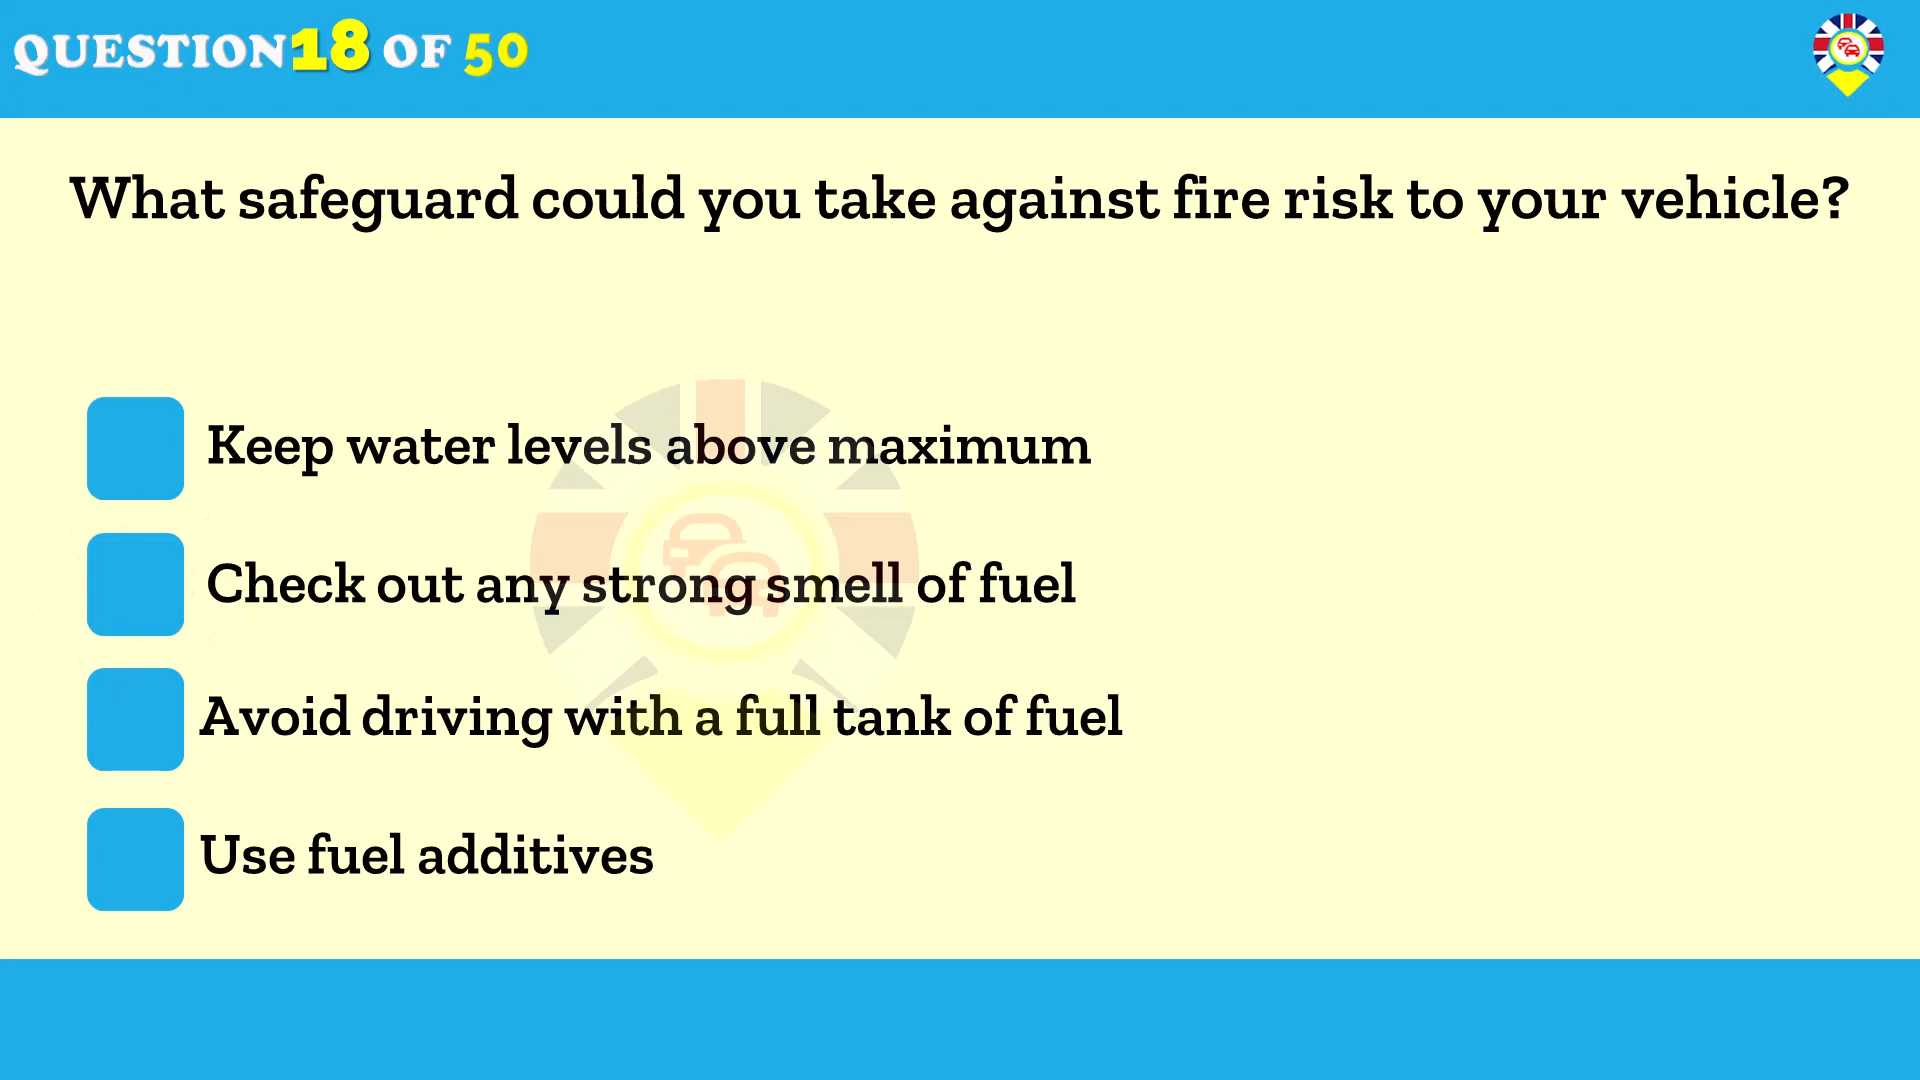 QUESTION 18 OF 50
What safeguard could you take against fire risk to your vehicle?
Keep water levels above maximum
Check out any strong smell of fuel
Avoid driving with a full tank of fuel
Use fuel additives